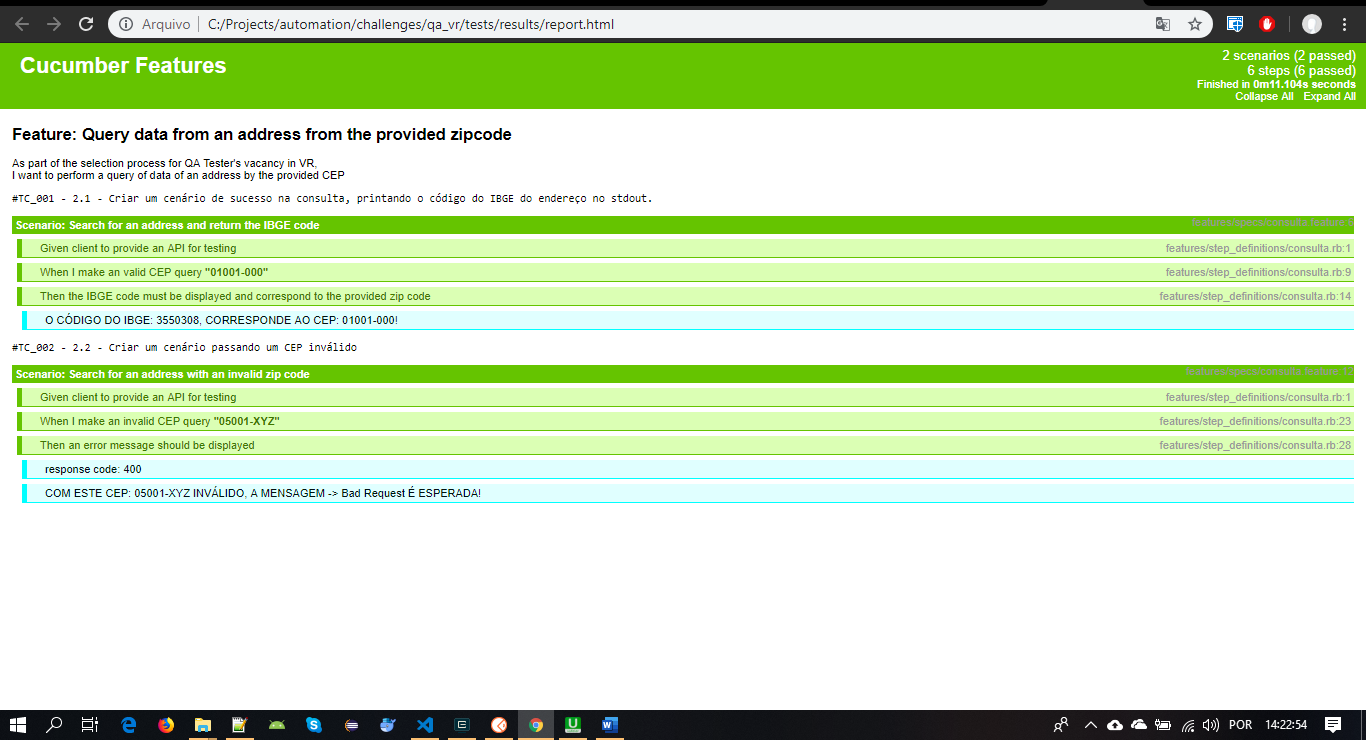 Arquivo C:/Projects/automation/challenges/qa_vr/tests/results/report.html
Cucumber Features
2 scenarios (2 passed)
6 steps (6 passed)
Finished in 0m11.104s seconds
Collapse All Expand All
Feature: Query data from an address from the provided zipcode
As part of the selection process for QA Tester's vacancy in VR,
I want to perform a query of data of an address by the provided CEP
#TC_001 - 2.1 - Criar um cenário de sucesso na consulta, printando o código do IBGE do endereço no stdout.
Scenario: Search for an address and return the IBGE code
Given client to provide an API for testing features/step_definitions/consulta.rb:1
When I make an valid CEP query "01001-000" features/step_definitions/consulta.rb:9
Then the IBGE code must be displayed and correspond to the provided zip code features/step_definitions/consulta.rb:14
O CÓDIGO DO IBGE: 3550308, CORRESPONDE AO CEP: 01001-000!
#TC_002 - 2.2 - Criar um cenário passando um CEP inválido
Scenario: Search for an address with an invalid zip code
Given client to provide an API for testing features/step_definitions/consulta.rb:1
When I make an invalid CEP query "05001-XYZ" features/step_definitions/consulta.rb:23
Then an error message should be displayed features/step_definitions/consulta.rb:28
response code: 400
COM ESTE CEP: 05001-XYZ INVÁLIDO, A MENSAGEM -> Bad Request É ESPERADA!
POR 14:22:54